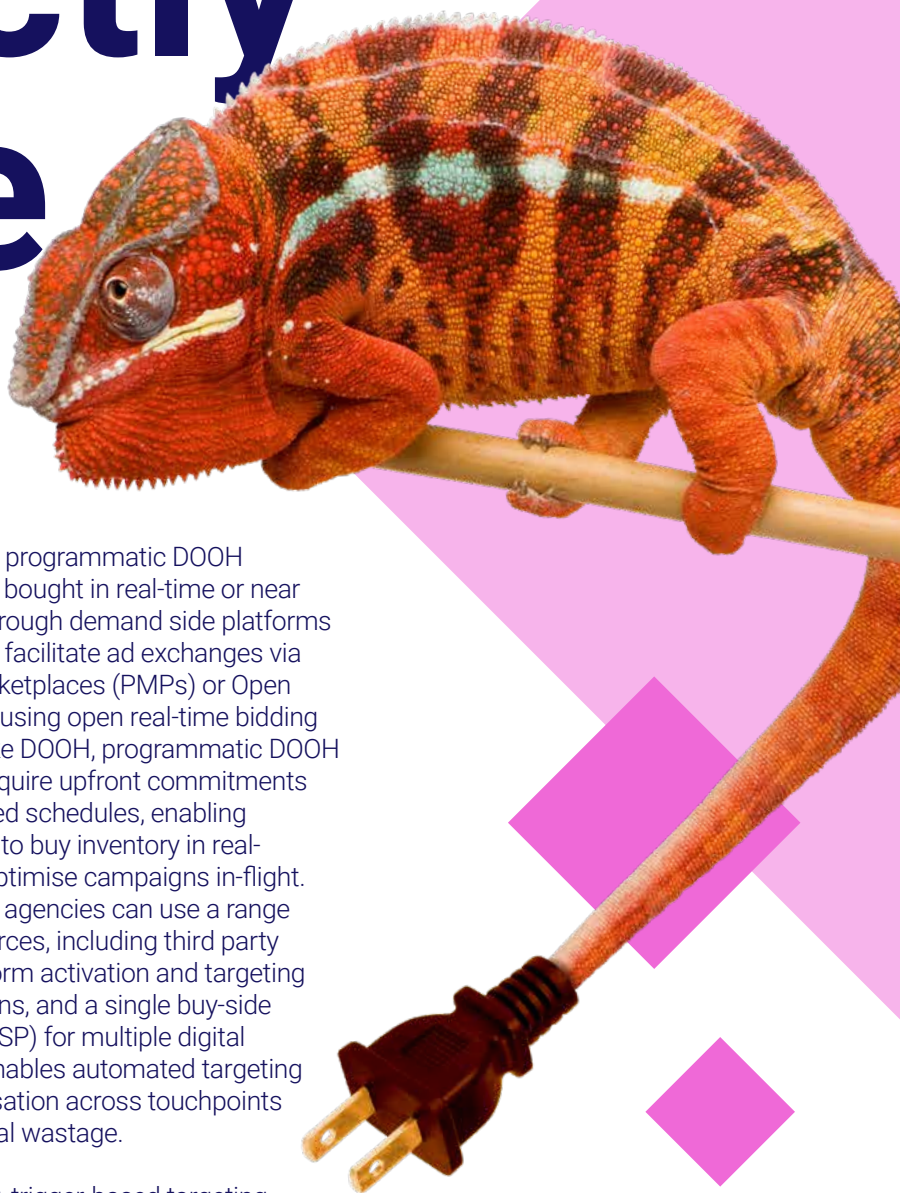 ctly
e
programmatic DOOH
bought in real-time or near
rough demand side platforms
facilitate ad exchanges via
ketplaces (PMPs) or Open
using open real-time bidding
e DOOH, programmatic DOOH
quire upfront commitments
ed schedules, enabling
to buy inventory in real-
ptimise campaigns in-flight.
agencies can use a range
rces, including third party
orm activation and targeting
ns, and a single buy-side
SP) for multiple digital
nables automated targeting
sation across touchpoints
al wastage.
trigger based targeting